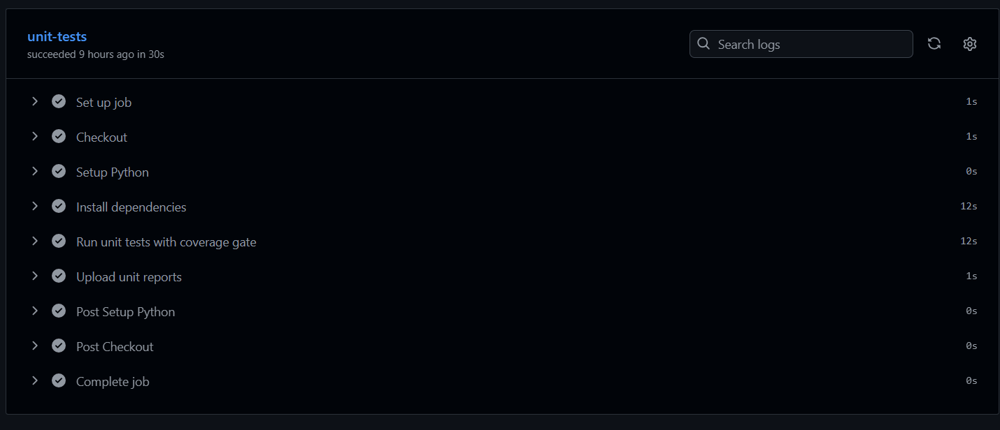 unit-tests
succeeded 9 hours ago in 30s
Search logs
Set up job 1s
Checkout 1s
Setup Python 0s
Install dependencies 12s
Run unit tests with coverage gate 12s
Upload unit reports 1s
Post Setup Python 0s
Post Checkout 0s
Complete job 0s